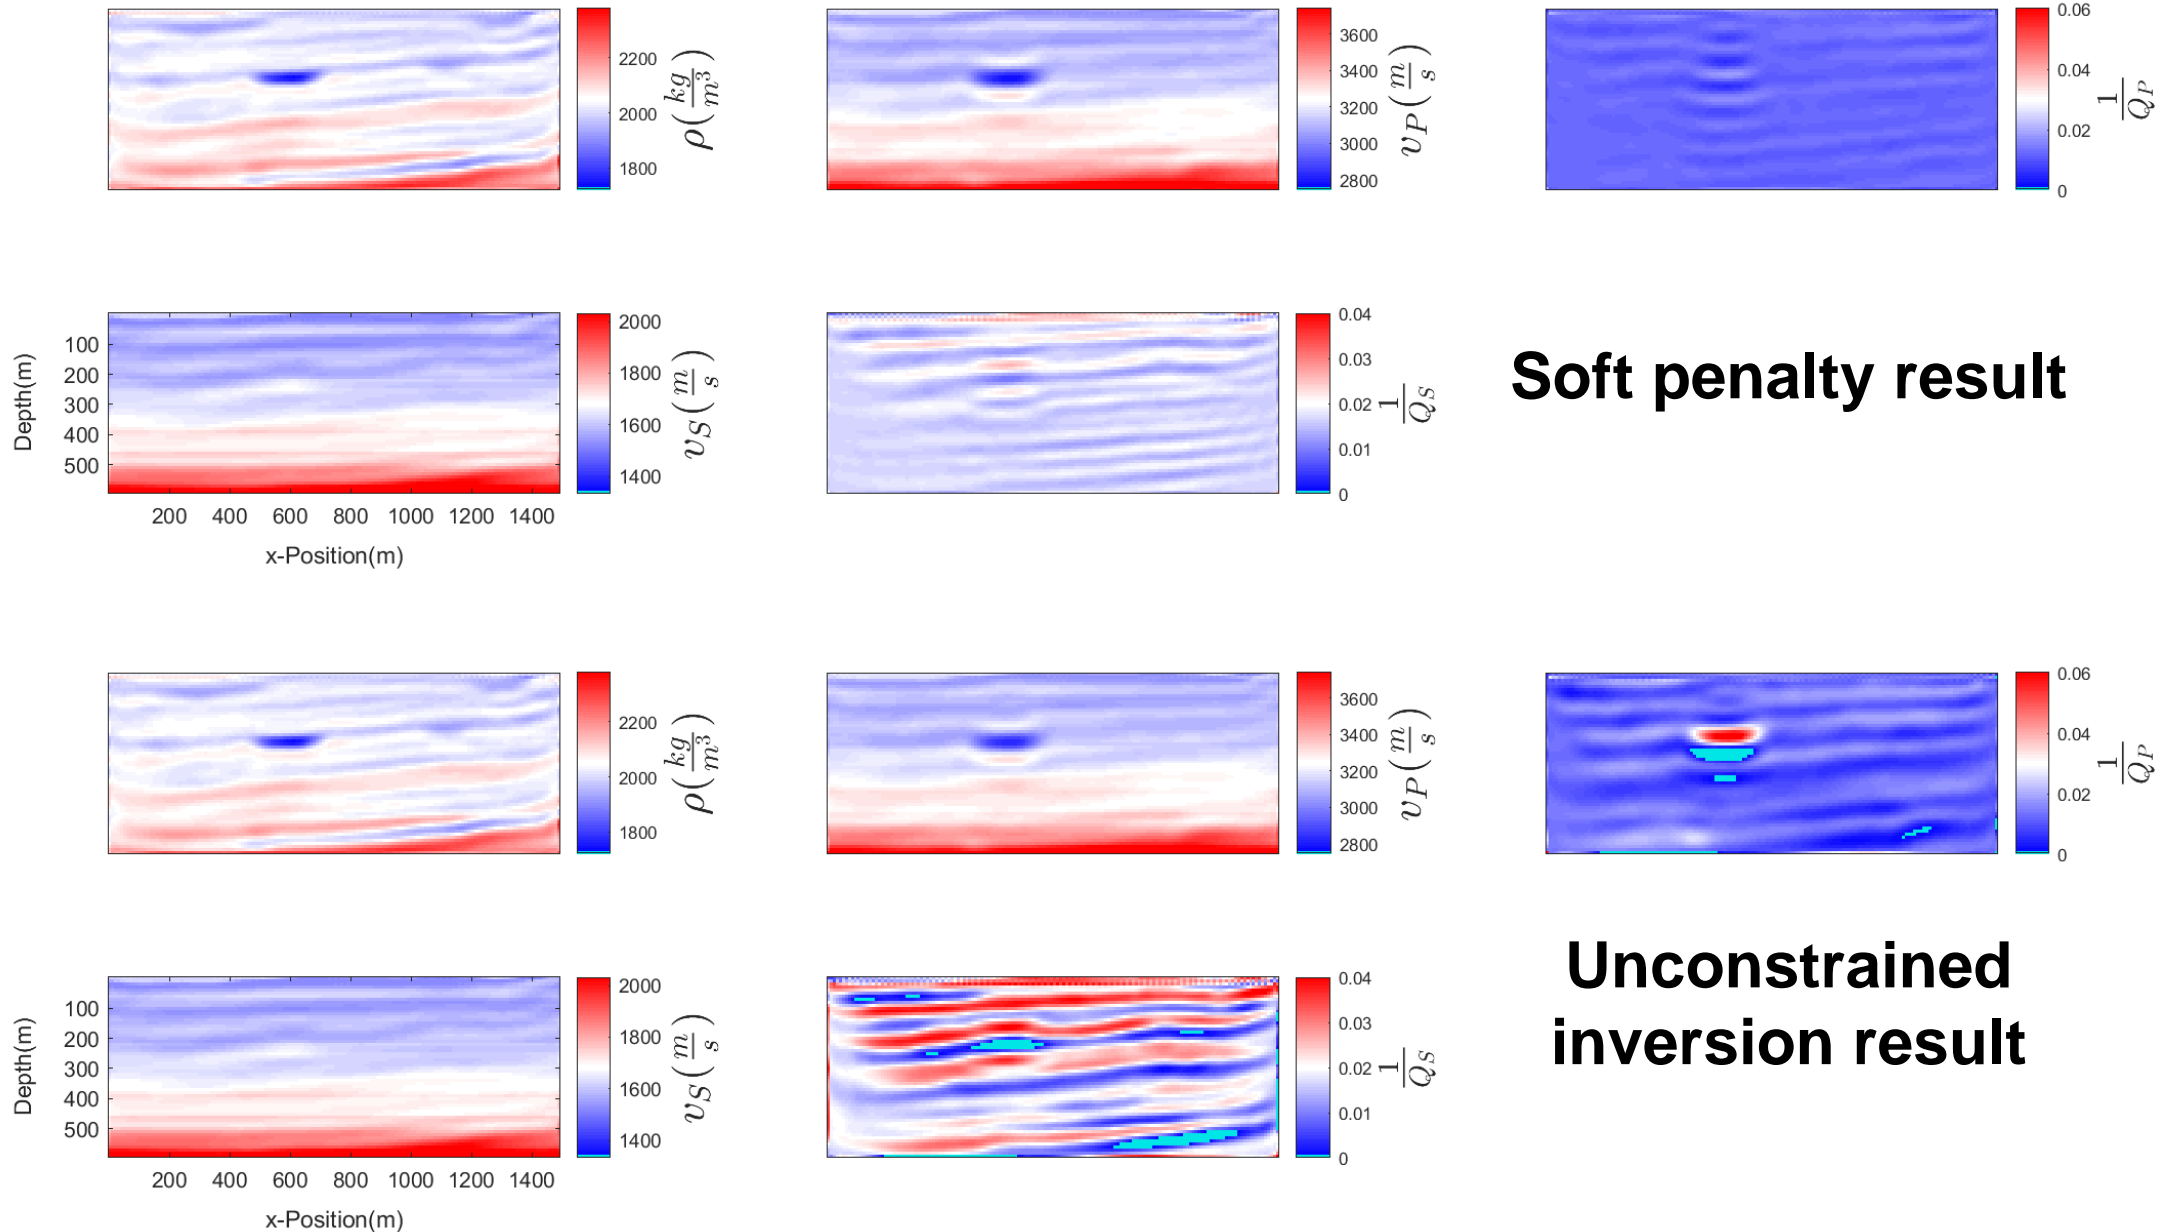 2200
2000
1800
ρ(kg/m³)
3600
3400
3200
3000
2800
v_P(m/s)
0.06
0.04
0.02
0
1/Q_P
Depth(m)
100
200
300
400
500
200 400 600 800 1000 1200 1400
x-Position(m)
2000
1800
1600
1400
v_S(m/s)
0.04
0.03
0.02
0.01
0
1/Q_S
Soft penalty result
2200
2000
1800
ρ(kg/m³)
3600
3400
3200
3000
2800
v_P(m/s)
0.06
0.04
0.02
0
1/Q_P
Depth(m)
100
200
300
400
500
200 400 600 800 1000 1200 1400
x-Position(m)
2000
1800
1600
1400
v_S(m/s)
0.04
0.03
0.02
0.01
0
1/Q_S
Unconstrained
inversion result